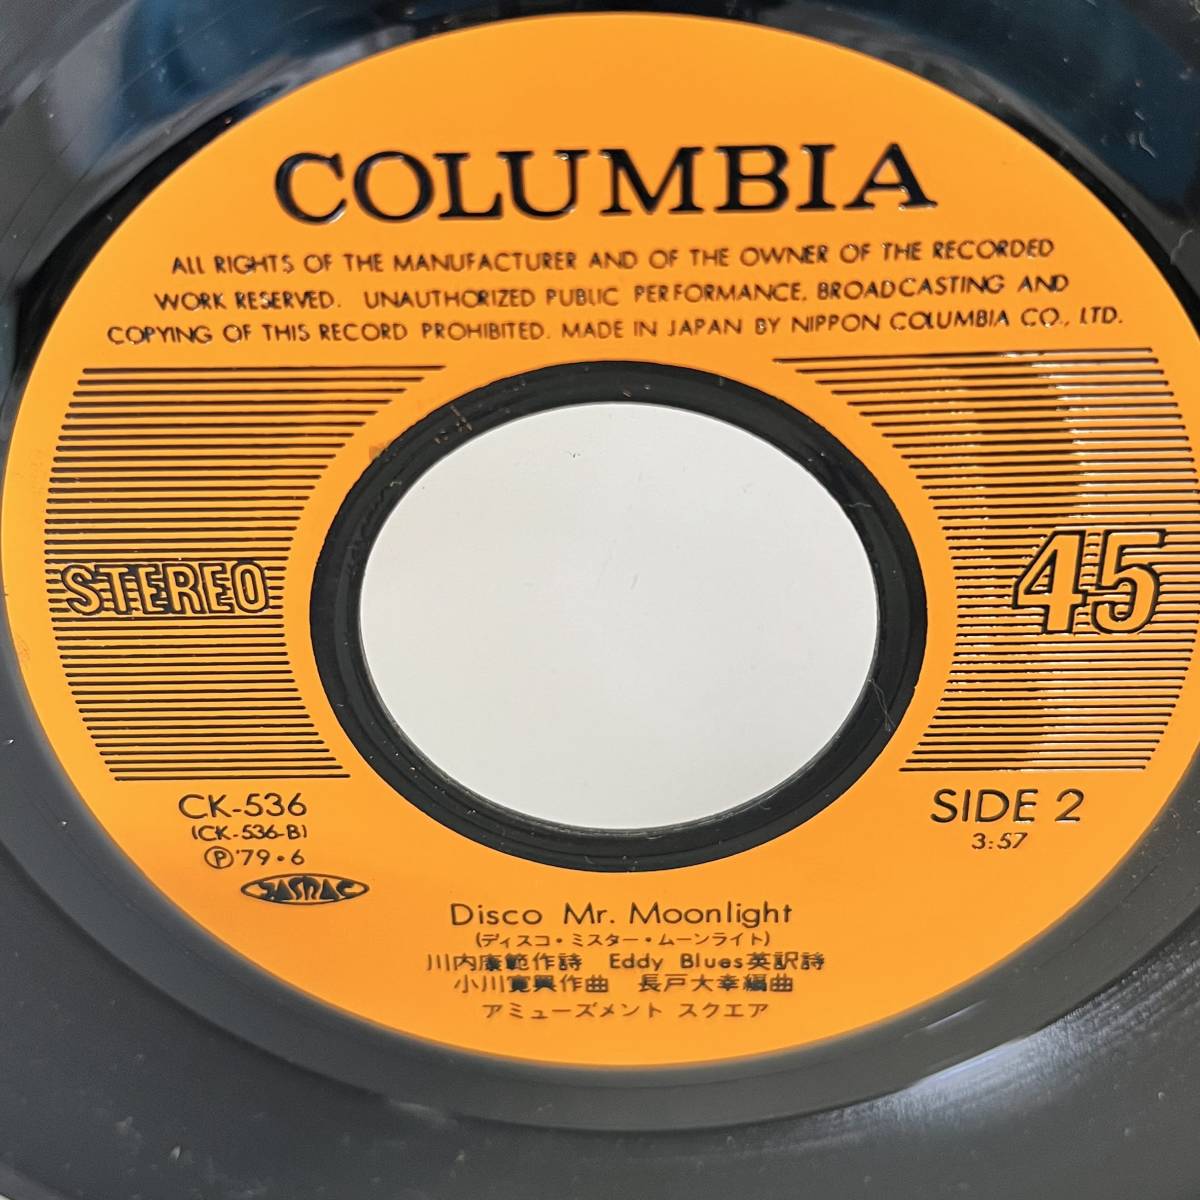 COLUMBIA
ALL RIGHTS OF THE MANUFACTURER AND OF THE OWNER OF THE RECORDED
WORK RESERVED. UNAUTHORIZED PUBLIC PERFORMANCE, BROADCASTING AND
COPYING OF THIS RECORD PROHIBITED. MADE IN JAPAN BY NIPPON COLUMBIA CO., LTD.
STEREO
45
CK-536
(CK-536-B)
Ⓟ'79・6
JASRAC
SIDE 2
3:57
Disco Mr. Moonlight
(ディスコ・ミスター・ムーンライト)
川内康範作詩 Eddy Blues英訳詩
小川寛興作曲 長戸大幸編曲
アミューズメント スクエア